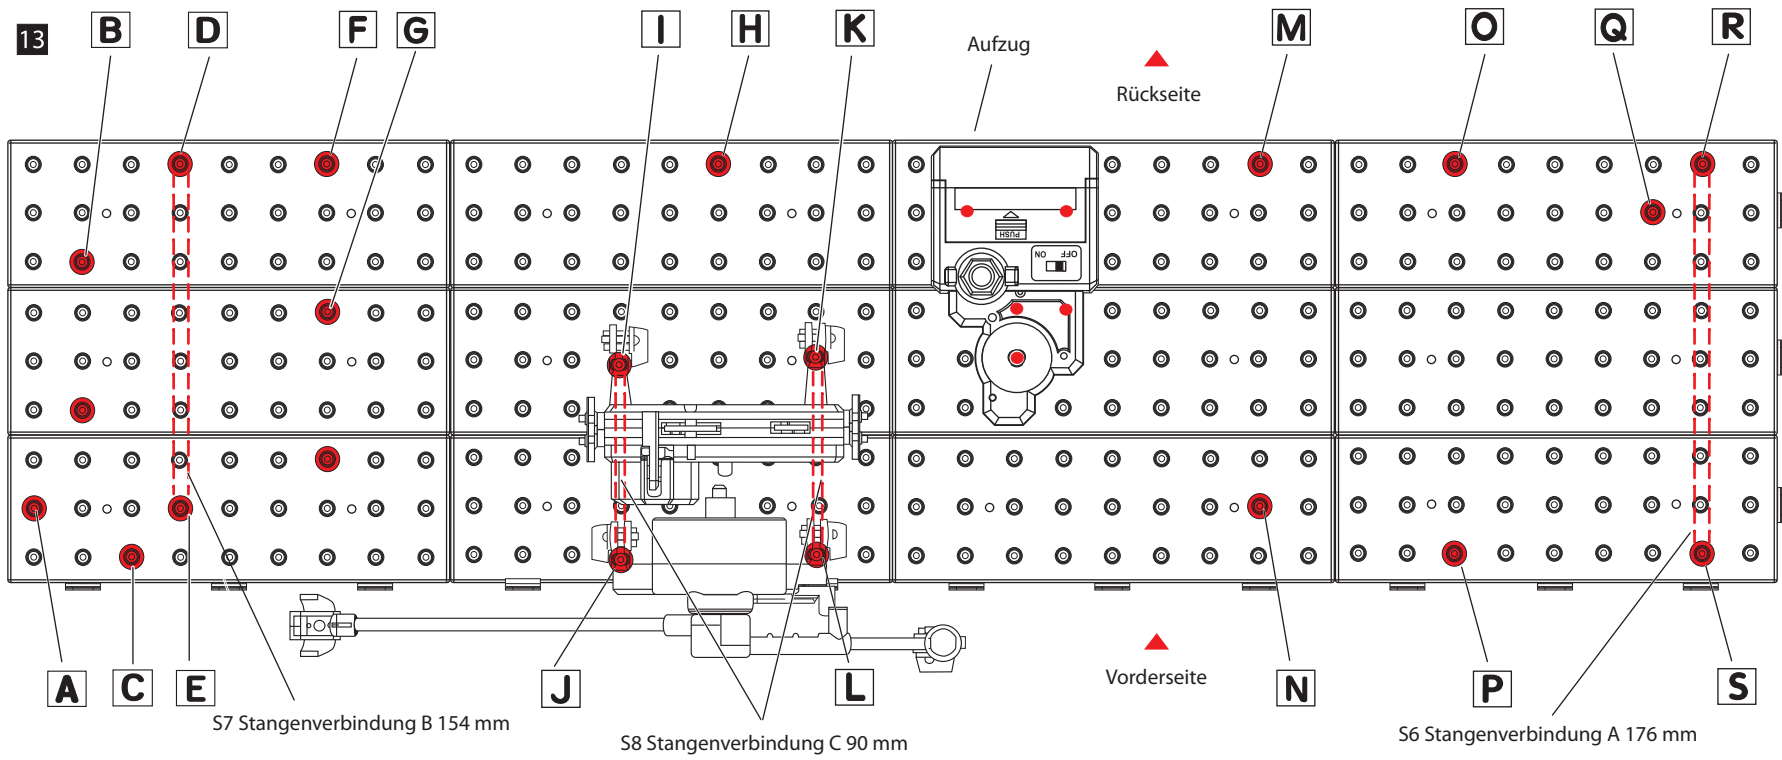 13
B D F G I H K M O Q R
Aufzug
Rückseite
PUSH
ON OFF
A C E J L N P S
Vorderseite
S7 Stangenverbindung B 154 mm
S8 Stangenverbindung C 90 mm
S6 Stangenverbindung A 176 mm